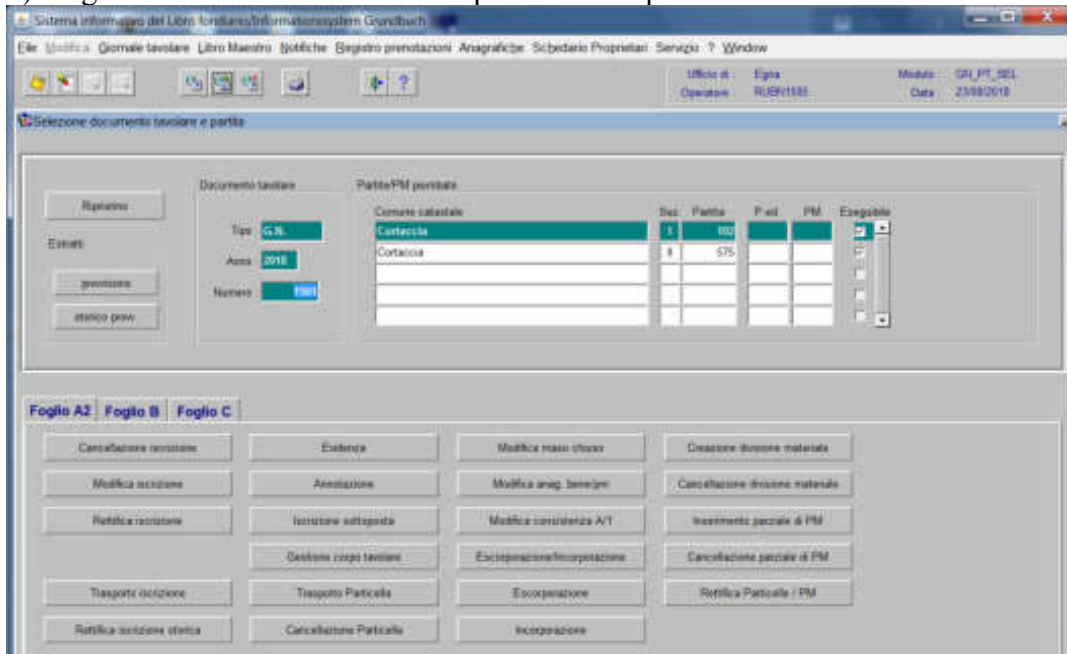 Sistema informativo del Libro fondiario/Informationssystem Grundbuch
File Modifica Giornale tavolare Libro Maestro Notifiche Registro prenotazioni Anagrafiche Schedario Proprietari Servizio ? Window
Ufficio di : Egna Modulo : GN_PT_SEL
Operatore Data 23/08/2018
Selezione documento tavolare e partita
Documento tavolare Partite/PM piombate
Ripristino Comune catastale Sez. Partita P.ed. PM Eseguibile
Tipo G.N. Cortaccia I
Estratti
Anno 2018 Cortaccia II 575
provvisorio
Numero
storico prov.
Foglio A2 Foglio B Foglio C
Cancellazione iscrizione Evidenza Modifica maso chiuso Creazione divisione materiale
Modifica iscrizione Annotazione Modifica anag. bene/pm Cancellazione divisione materiale
Rettifica iscrizione Iscrizione sottoposta Modifica consistenza A/1 Inserimento parziale di PM
Gestione corpo tavolare Escorporazione/Incorporazione Cancellazione parziale di PM
Trasporto iscrizione Trasporto Particella Escorporazione Rettifica Particella / PM
Rettifica iscrizione storica Cancellazione Particella Incorporazione